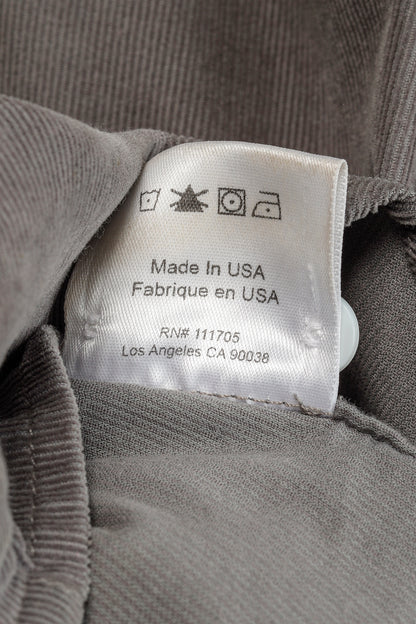 Made In USA
Fabrique en USA
RN# 111705
Los Angeles CA 90038